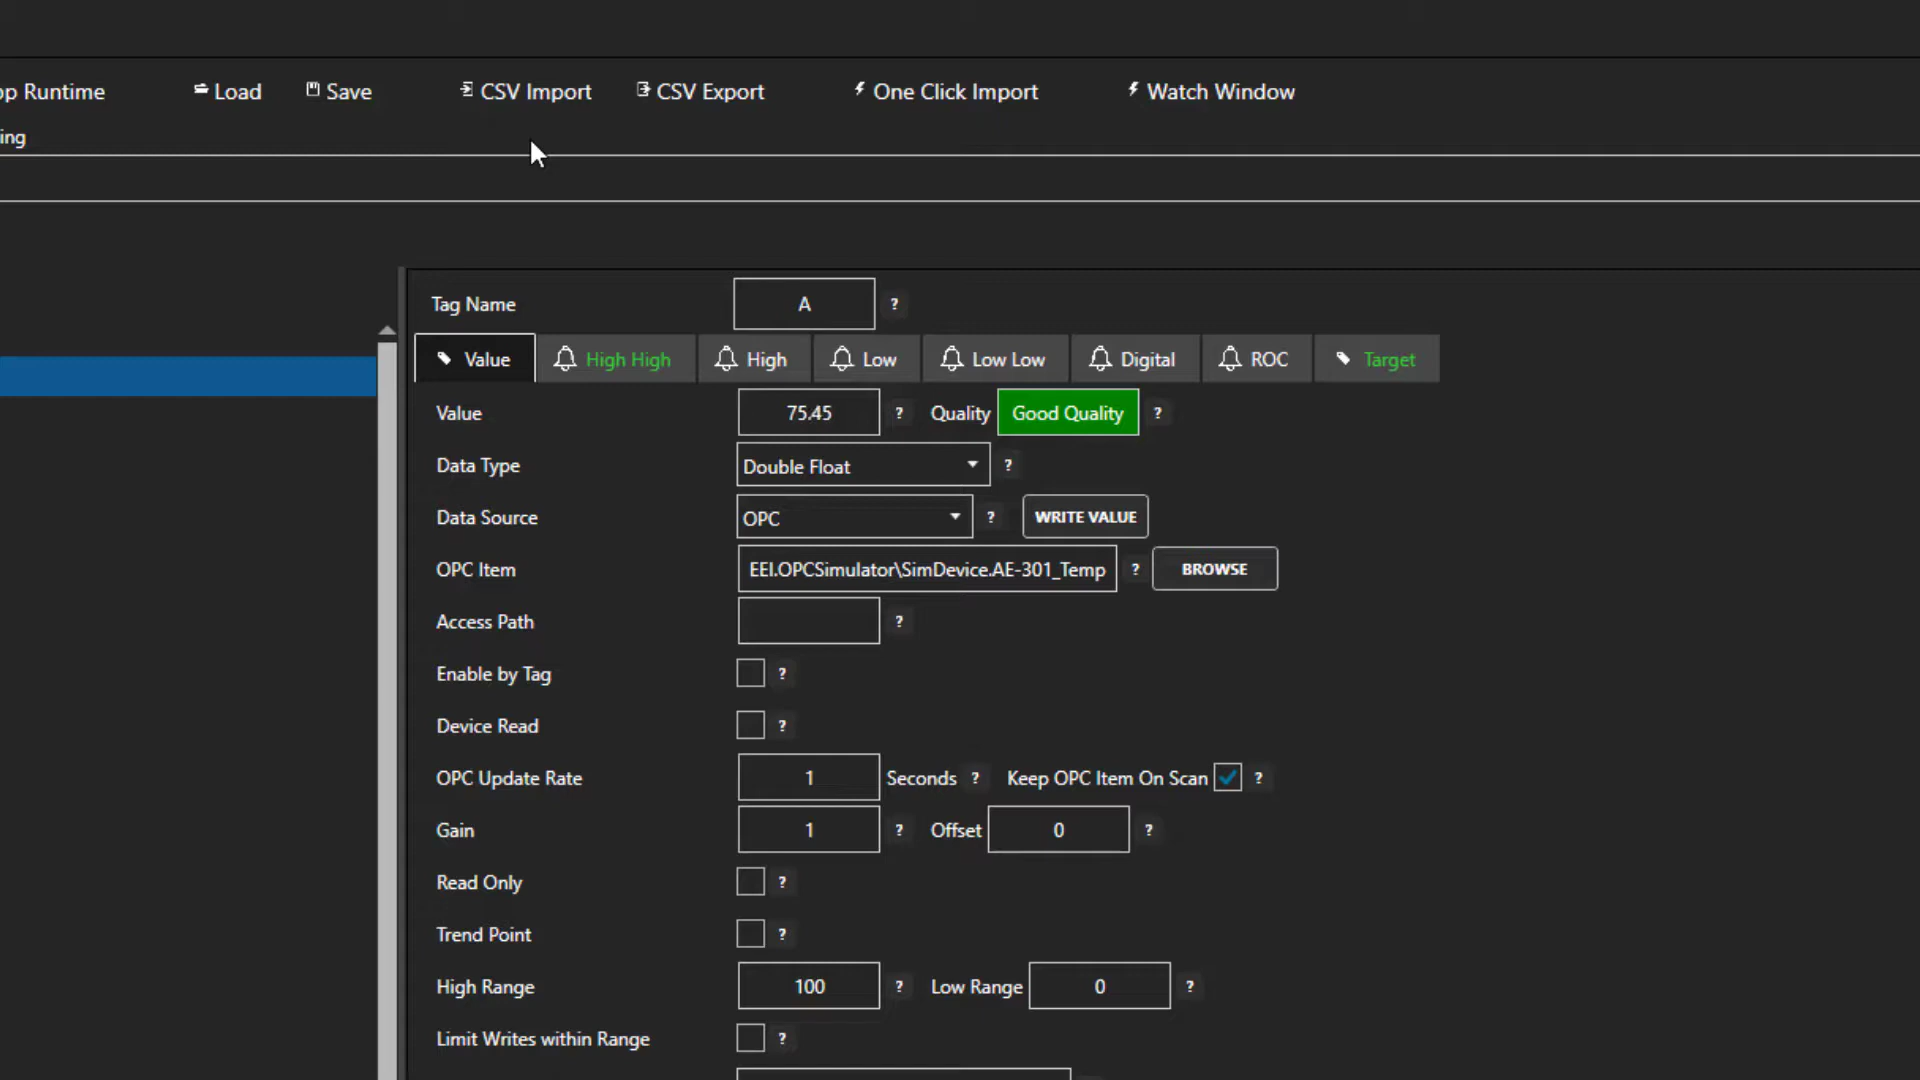 op Runtime Load Save CSV Import CSV Export One Click Import Watch Window
ing
Tag Name A ?
Value High High High Low Low Low Digital ROC Target
Value 75.45 ? Quality Good Quality ?
Data Type Double Float ?
Data Source OPC ? WRITE VALUE
OPC Item EEI.OPCSimulator\SimDevice.AE-301_Temp ? BROWSE
Access Path ?
Enable by Tag ?
Device Read ?
OPC Update Rate 1 Seconds ? Keep OPC Item On Scan ?
Gain 1 ? Offset 0 ?
Read Only ?
Trend Point ?
High Range 100 ? Low Range 0 ?
Limit Writes within Range ?